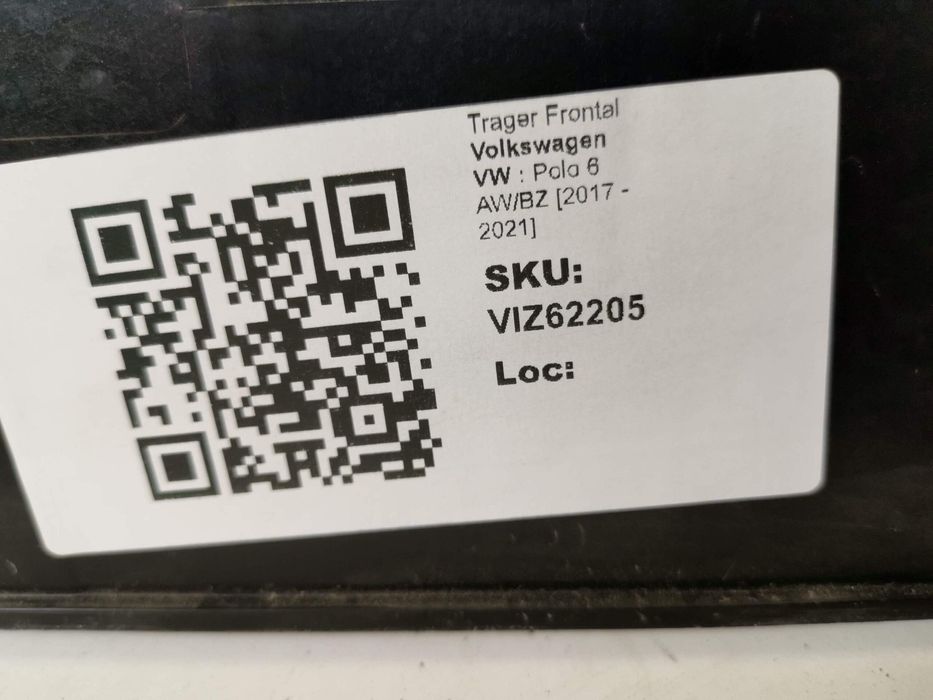 Trager Frontal
Volkswagen
VW : Polo 6
AW/BZ [2017 -
2021]
SKU:
VIZ62205
Loc: